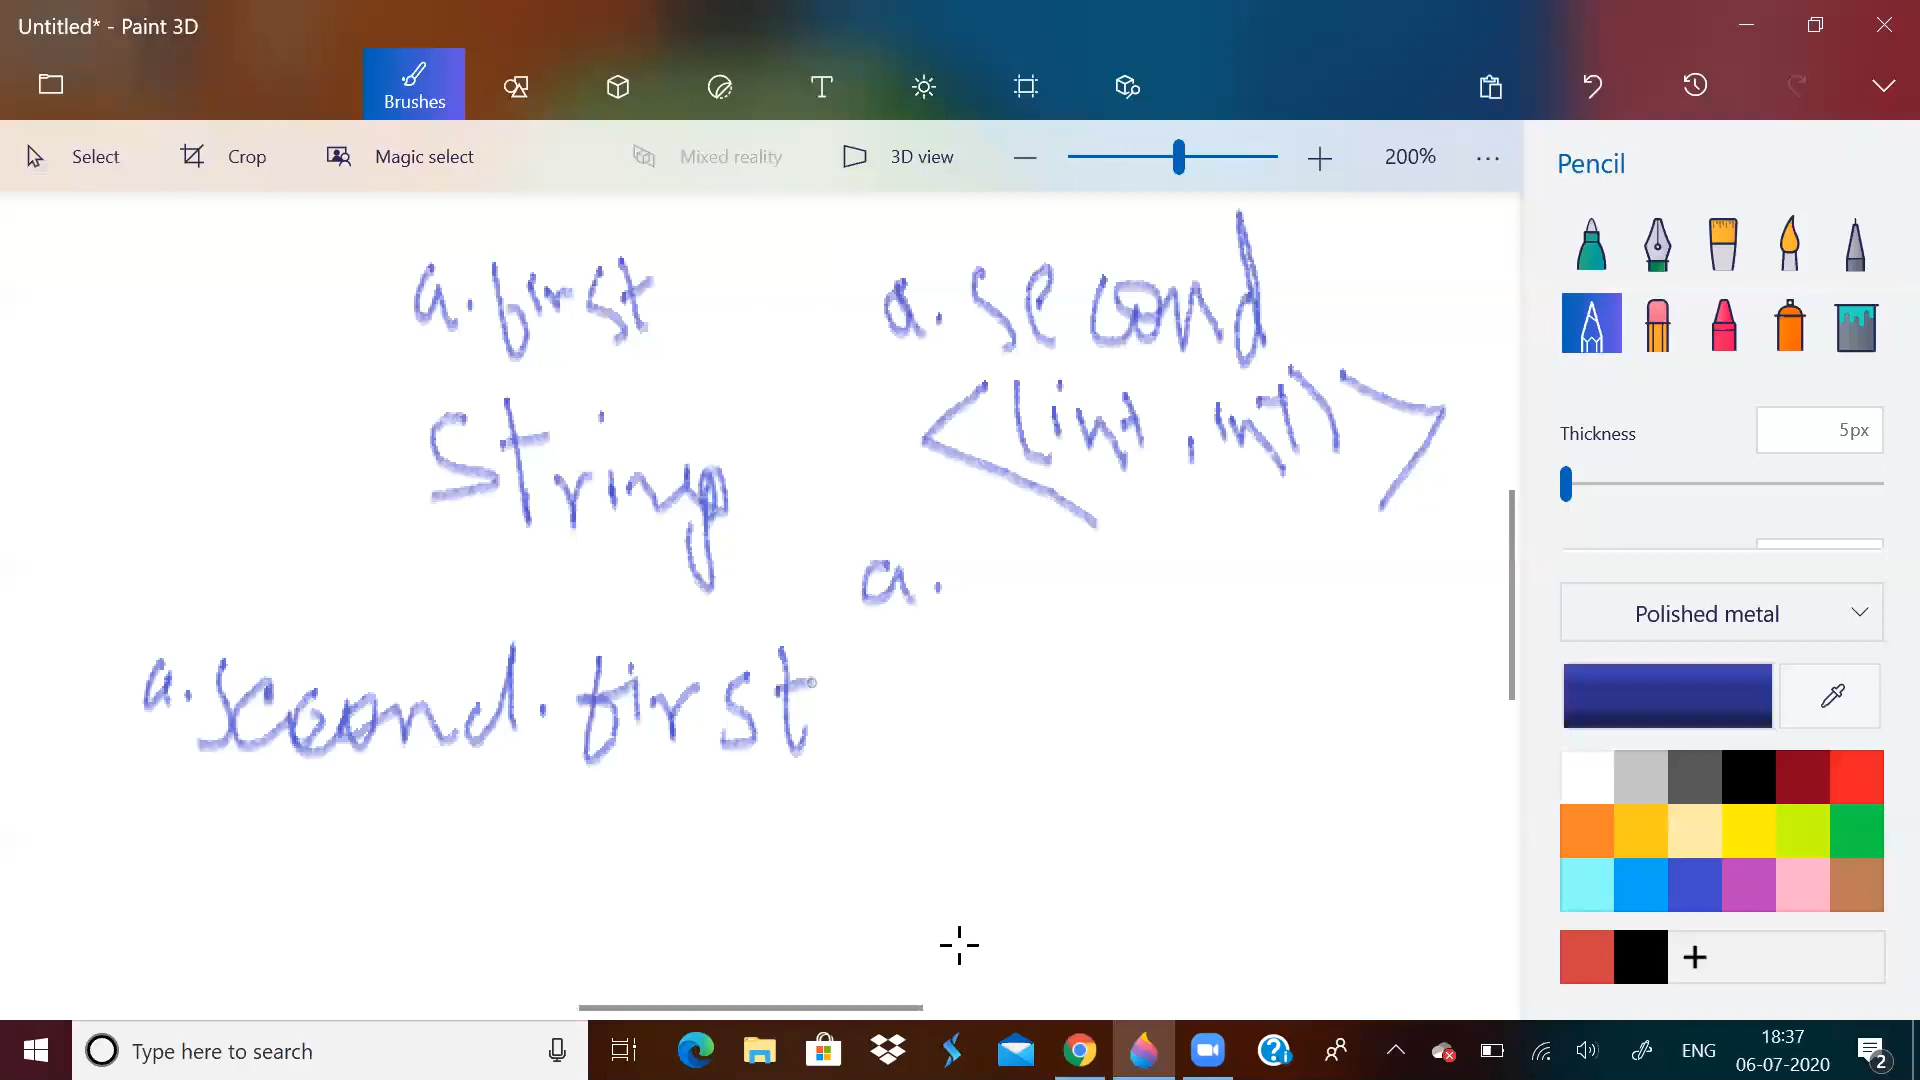 Untitled* - Paint 3D
Brushes
Select Crop Magic select Mixed reality 3D view 200% ...
Pencil
a.first a.second
String <(int,int)>
Thickness 5px
a.
Polished metal
a.second.first
Type here to search
ENG
18:37
06-07-2020
2